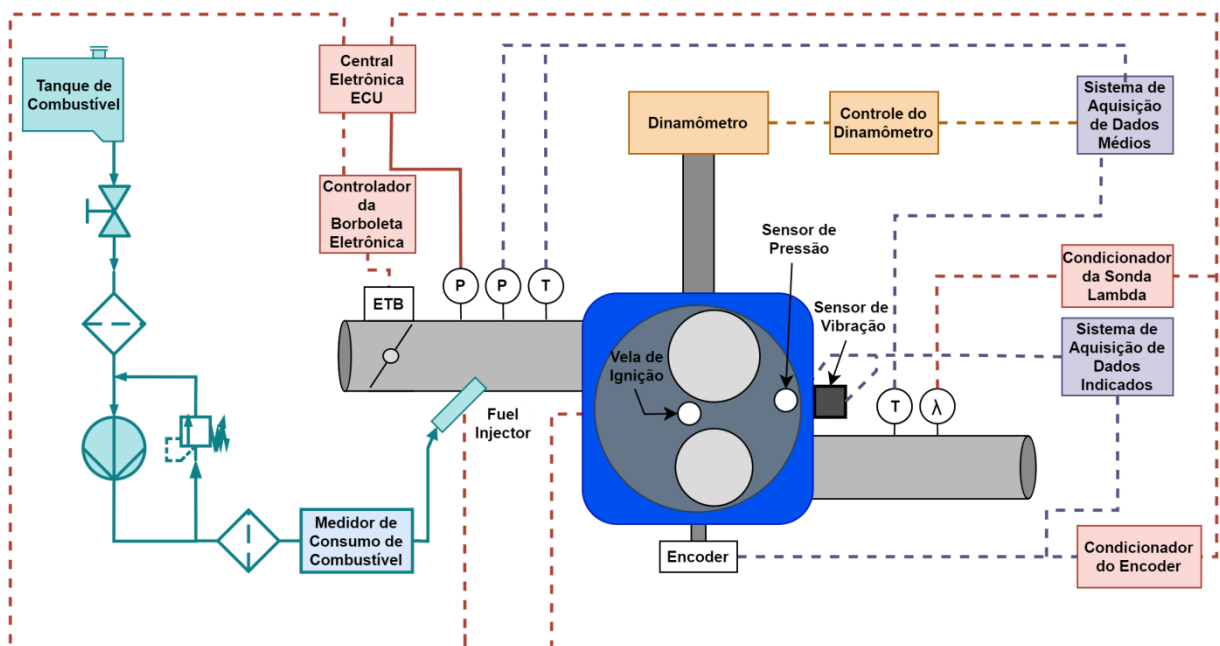 Tanque de
Combustível
Central
Eletrônica
ECU
Controlador
da
Borboleta
Eletrônica
Dinamômetro
Controle do
Dinamômetro
Sistema de
Aquisição
de Dados
Médios
Sensor de
Pressão
Condicionador
da Sonda
Lambda
P
P
T
ETB
Sensor de
Vibração
Sistema de
Aquisição de
Dados
Indicados
Vela de
Ignição
Fuel
Injector
T
λ
Medidor de
Consumo de
Combustível
Encoder
Condicionador
do Encoder